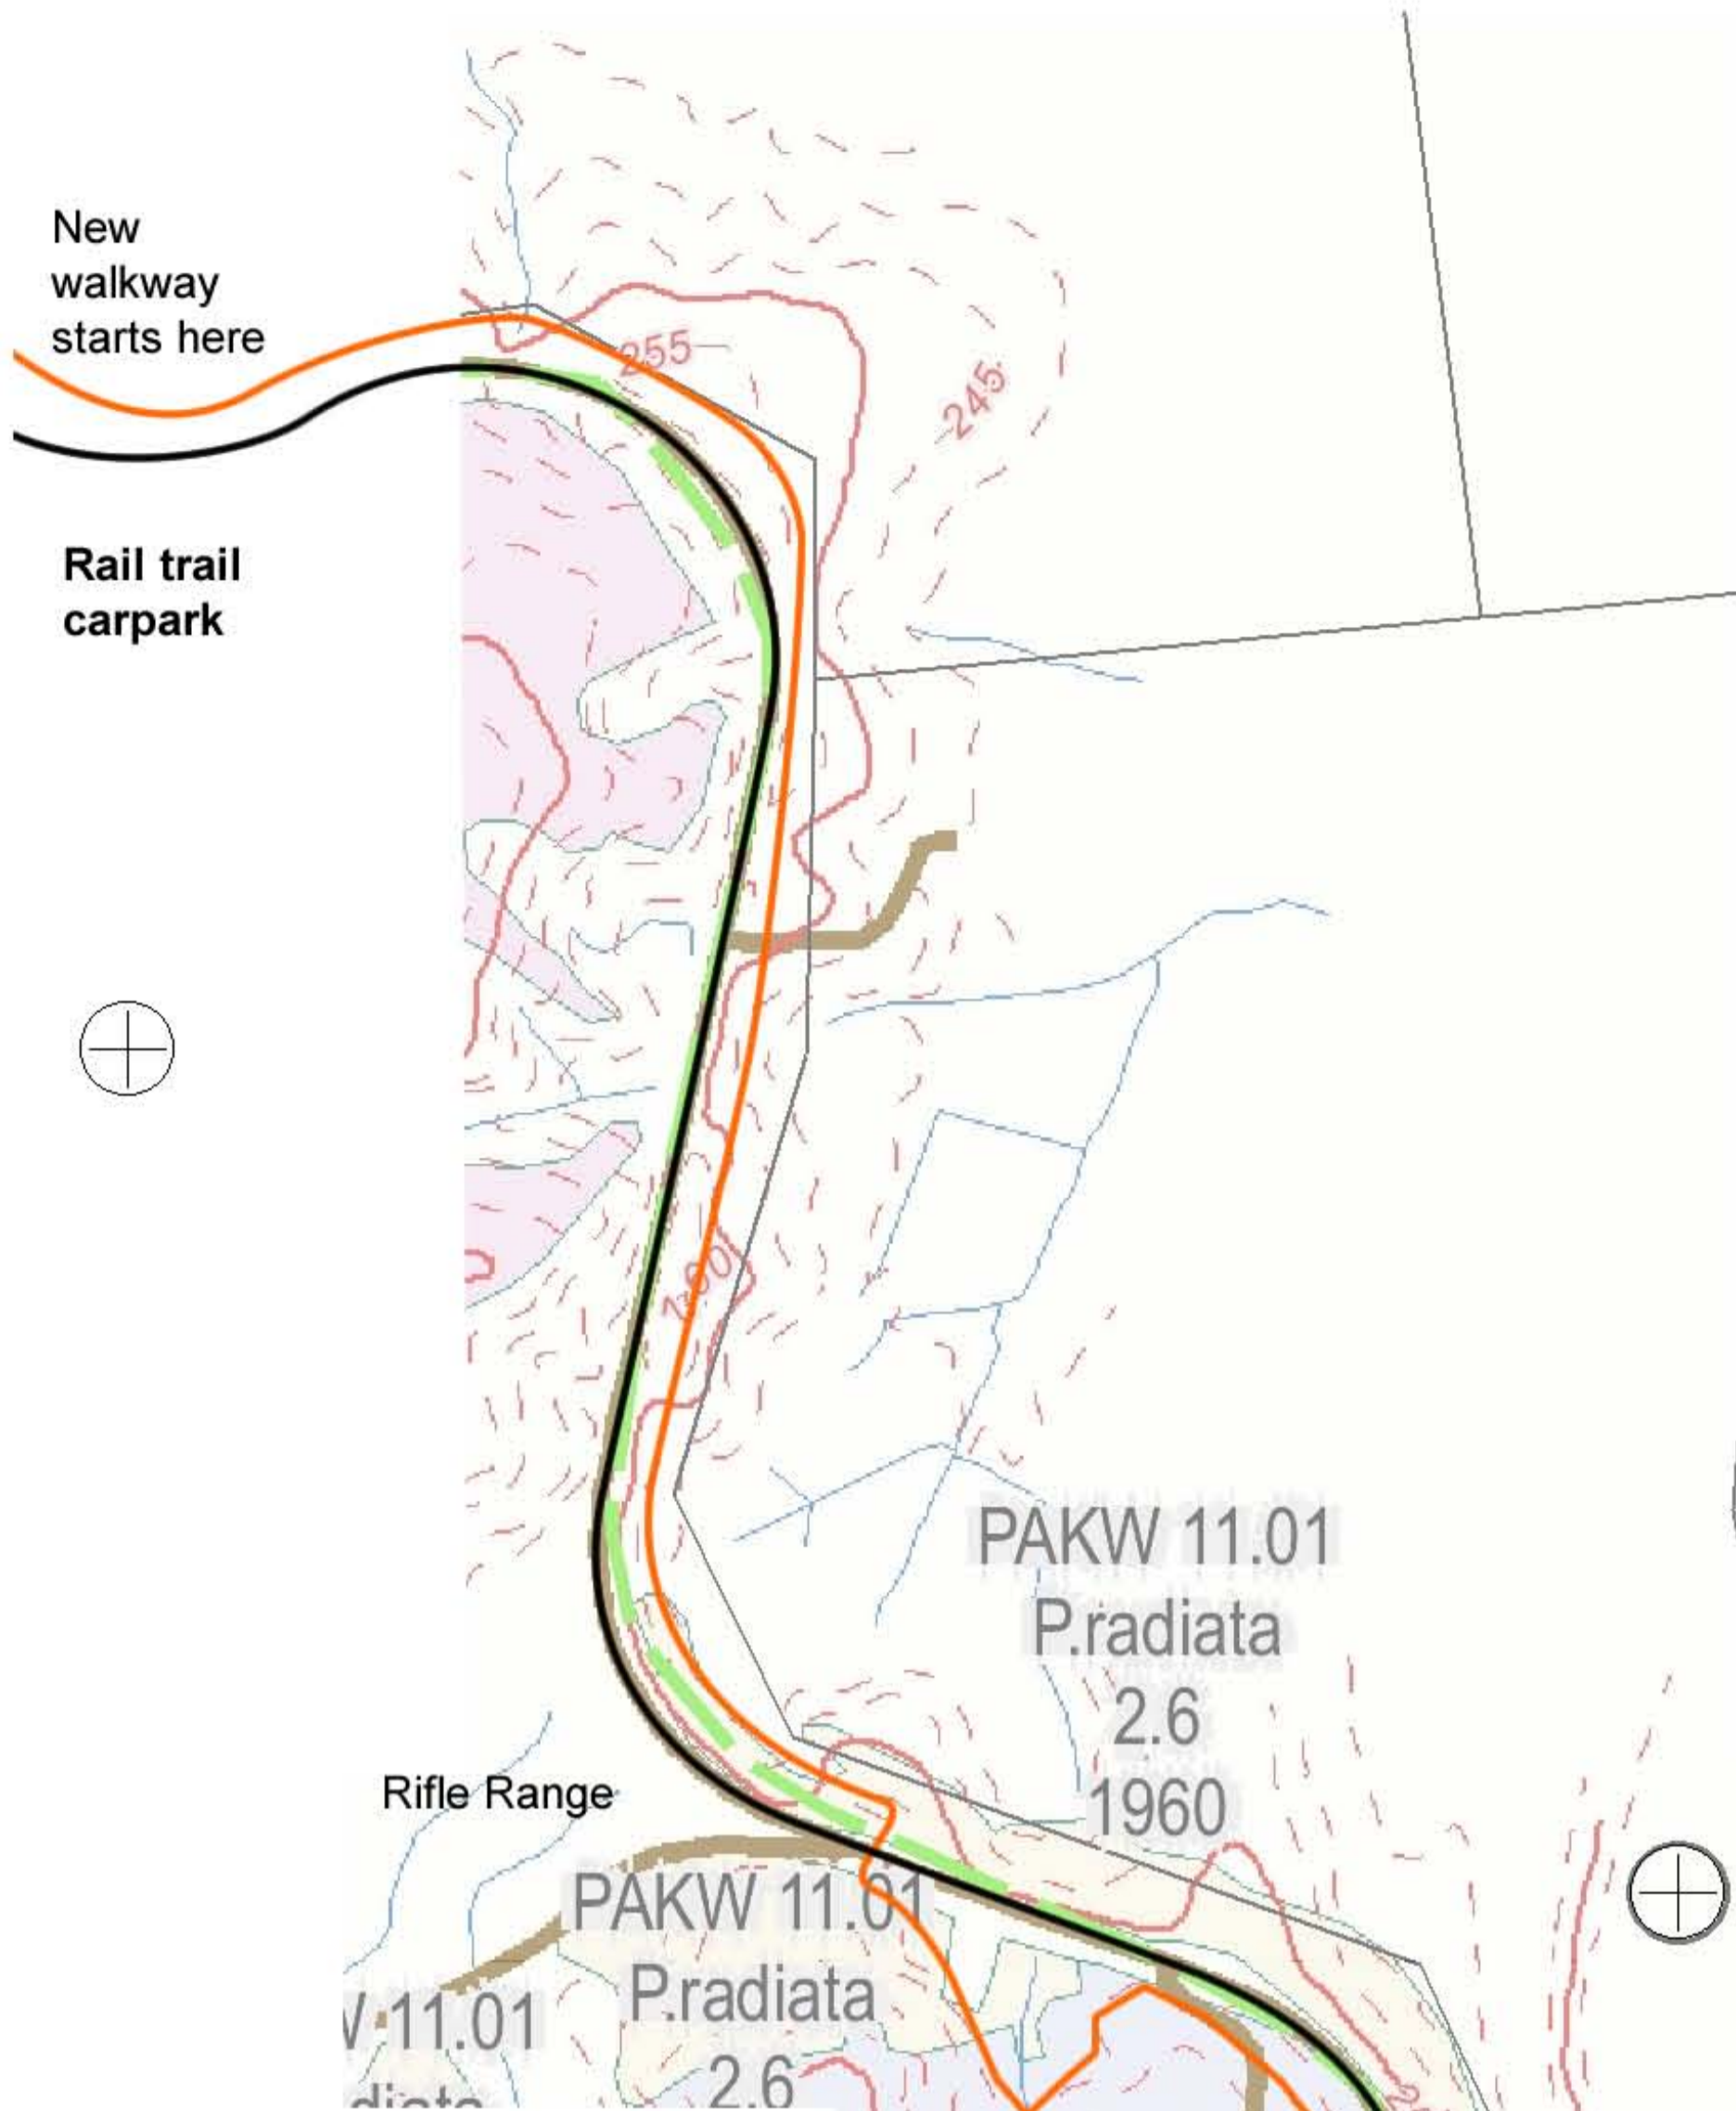 New
walkway
starts here
255
245
Rail trail
carpark
160
PAKW 11.01
P.radiata
2.6
1960
Rifle Range
PAKW 11.01
P.radiata
2.6
11.01